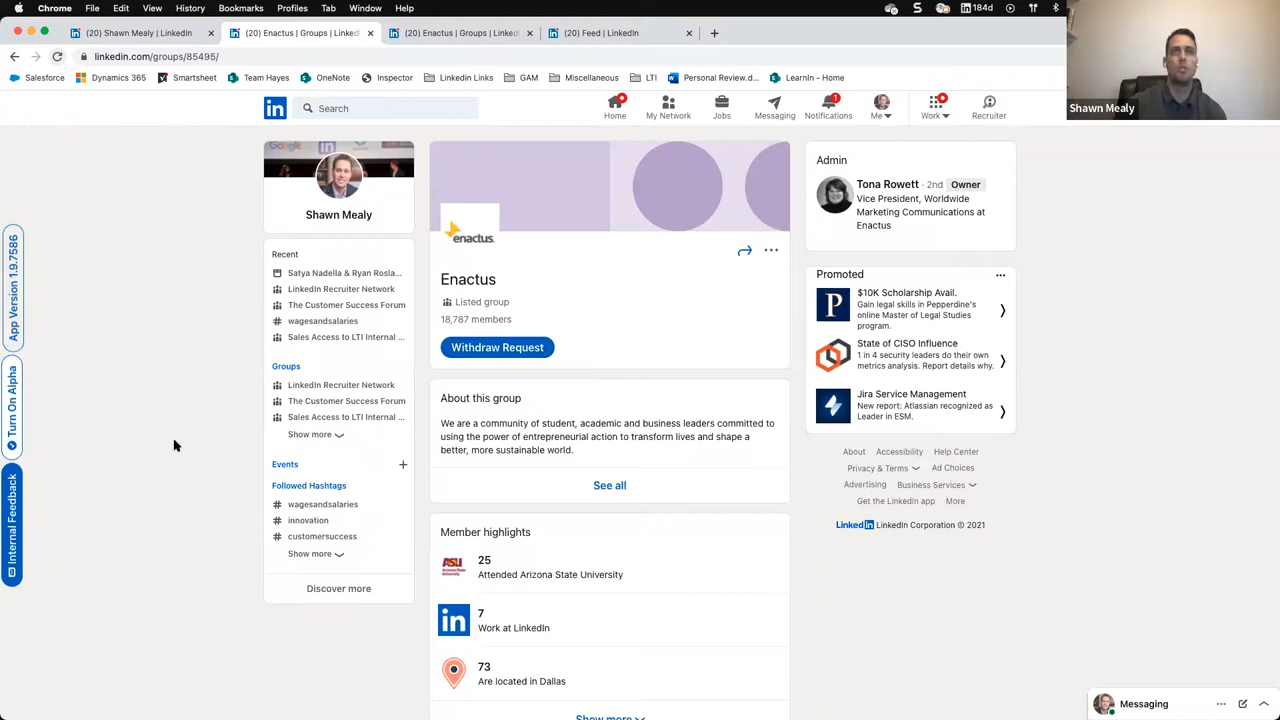 Chrome File Edit View History Bookmarks Profiles Tab Window Help
184d
(20) Shawn Mealy | LinkedIn
(20) Enactus | Groups | Linked
(20) Enactus | Groups | Linked
(20) Feed | LinkedIn
linkedin.com/groups/85495/
Salesforce
Dynamics 365
Smartsheet
Team Hayes
OneNote
Inspector
Linkedin Links
GAM
Miscellaneous
LTI
Personal Review.d...
LearnIn - Home
Shawn Mealy
in
Search
Home
My Network
Jobs
1
Messaging
Notifications
Me
Work
Recruiter
App Version 1.9.7586
Turn On Alpha
Internal Feedback
Google
in
Shawn Mealy
Recent
Satya Nadella & Ryan Rosla...
LinkedIn Recruiter Network
The Customer Success Forum
# wagesandsalaries
Sales Access to LTI Internal ...
Groups
LinkedIn Recruiter Network
The Customer Success Forum
Sales Access to LTI Internal ...
Show more
Events +
Followed Hashtags
# wagesandsalaries
# innovation
# customersuccess
Show more
Discover more
enactus.
Enactus
Listed group
18,787 members
Withdraw Request
About this group
We are a community of student, academic and business leaders committed to
using the power of entrepreneurial action to transform lives and shape a
better, more sustainable world.
See all
Member highlights
ASU
Arizona State
University
25
Attended Arizona State University
in
7
Work at LinkedIn
73
Are located in Dallas
Show more
Admin
Tona Rowett · 2nd Owner
Vice President, Worldwide
Marketing Communications at
Enactus
Promoted
P
$10K Scholarship Avail.
Gain legal skills in Pepperdine's
online Master of Legal Studies
program.
State of CISO Influence
1 in 4 security leaders do their own
metrics analysis. Report details why.
Jira Service Management
New report: Atlassian recognized as
Leader in ESM.
About Accessibility Help Center
Privacy & Terms Ad Choices
Advertising Business Services
Get the LinkedIn app More
LinkedIn LinkedIn Corporation © 2021
Messaging